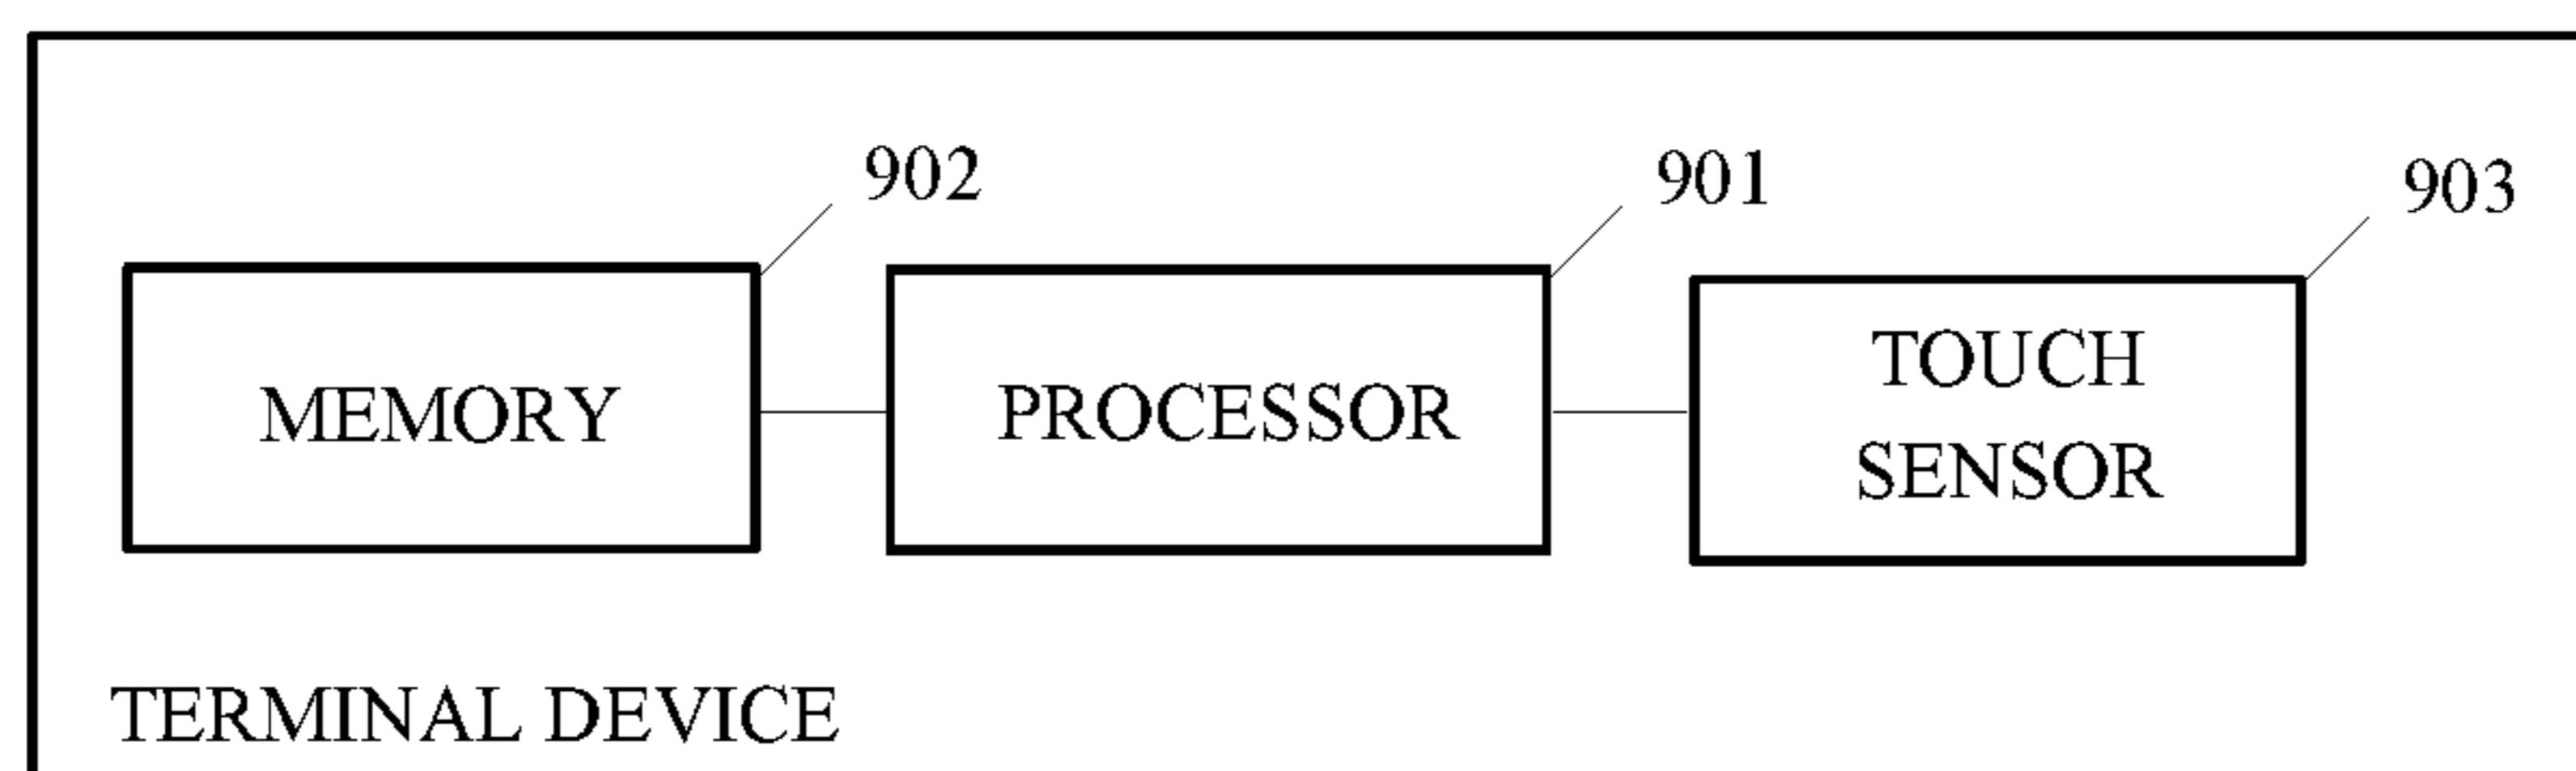 902
901
903
MEMORY
PROCESSOR
TOUCH
SENSOR
TERMINAL DEVICE